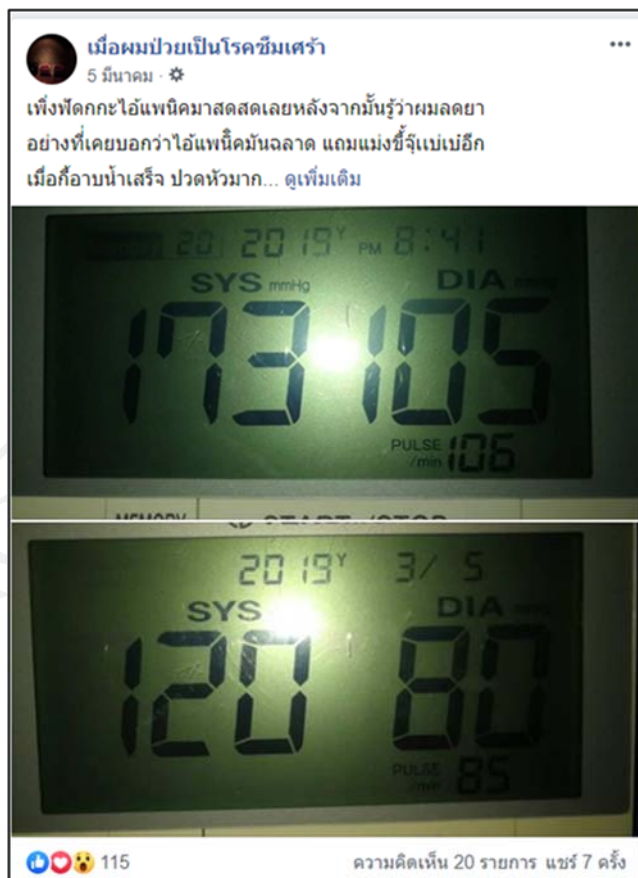 เมื่อผมป่วยเป็นโรคซึมเศร้า
5 มีนาคม ·
เพิ่งฟัดกกะไอ้แพนิคมาสดสดเลยหลังจากมั้นรู้ว่าผมลดยา
อย่างที่เคยบอกว่าไอ้แพนิ๊คมันฉลาด แถมแม่งขี้จุ๊เเบ่เบ๋อีก
เมื่อกี้อาบน้ำเสร็จ ปวดหัวมาก... ดูเพิ่มเติม
20 2019Y PM 8:41
SYS mmHg DIA mmHg
173 105
PULSE /min 106
MEMORY START/STOP
2019Y 3/ 5
SYS DIA
120 80
PULSE /min 85
115 ความคิดเห็น 20 รายการ แชร์ 7 ครั้ง